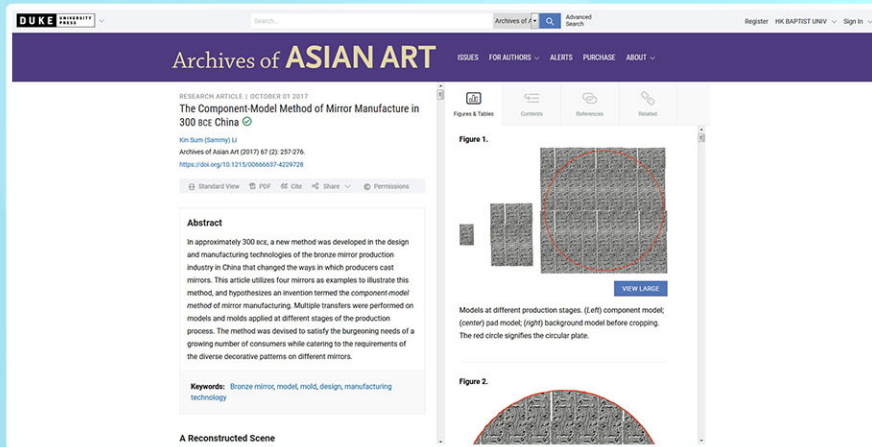 DUKE UNIVERSITY PRESS
Search...
Archives of A
Advanced Search
Register HK BAPTIST UNIV Sign In
Archives of ASIAN ART
ISSUES FOR AUTHORS ALERTS PURCHASE ABOUT
RESEARCH ARTICLE | OCTOBER 01 2017
The Component-Model Method of Mirror Manufacture in
300 BCE China
Kin Sum (Sammy) Li
Archives of Asian Art (2017) 67 (2): 257-276.
https://doi.org/10.1215/00666637-4229728
Standard View PDF Cite Share Permissions
Abstract
In approximately 300 BCE, a new method was developed in the design
and manufacturing technologies of the bronze mirror production
industry in China that changed the ways in which producers cast
mirrors. This article utilizes four mirrors as examples to illustrate this
method, and hypothesizes an invention termed the component-model
method of mirror manufacturing. Multiple transfers were performed on
models and molds applied at different stages of the production
process. The method was devised to satisfy the burgeoning needs of a
growing number of consumers while catering to the requirements of
the diverse decorative patterns on different mirrors.
Keywords: Bronze mirror, model, mold, design, manufacturing
technology
A Reconstructed Scene
Figures & Tables Contents References Related
Figure 1.
VIEW LARGE
Models at different production stages. (Left) component model;
(center) pad model; (right) background model before cropping.
The red circle signifies the circular plate.
Figure 2.